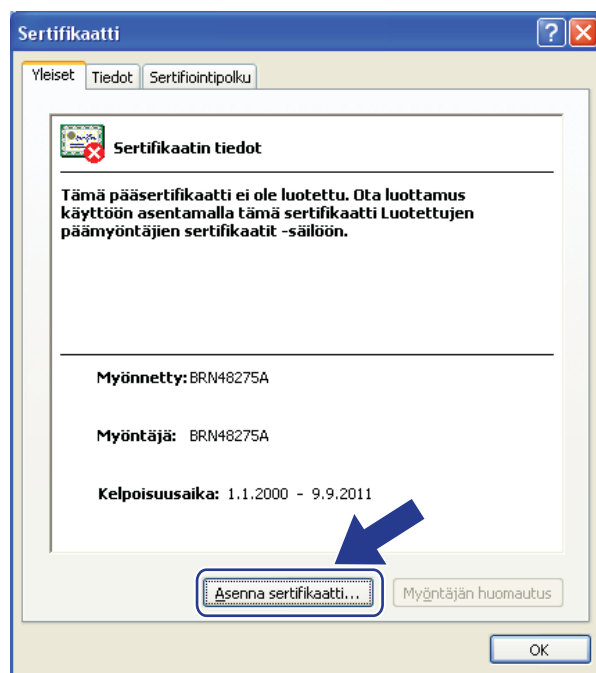 Sertifikaatti
Yleiset Tiedot Sertifiointipolku
Sertifikaatin tiedot
Tämä pääsertifikaatti ei ole luotettu. Ota luottamus
käyttöön asentamalla tämä sertifikaatti Luotettujen
päämyöntäjien sertifikaatit -säilöön.
Myönnetty: BRN48275A
Myöntäjä: BRN48275A
Kelpoisuusaika: 1.1.2000 - 9.9.2011
Asenna sertifikaatti... Myöntäjän huomautus
OK